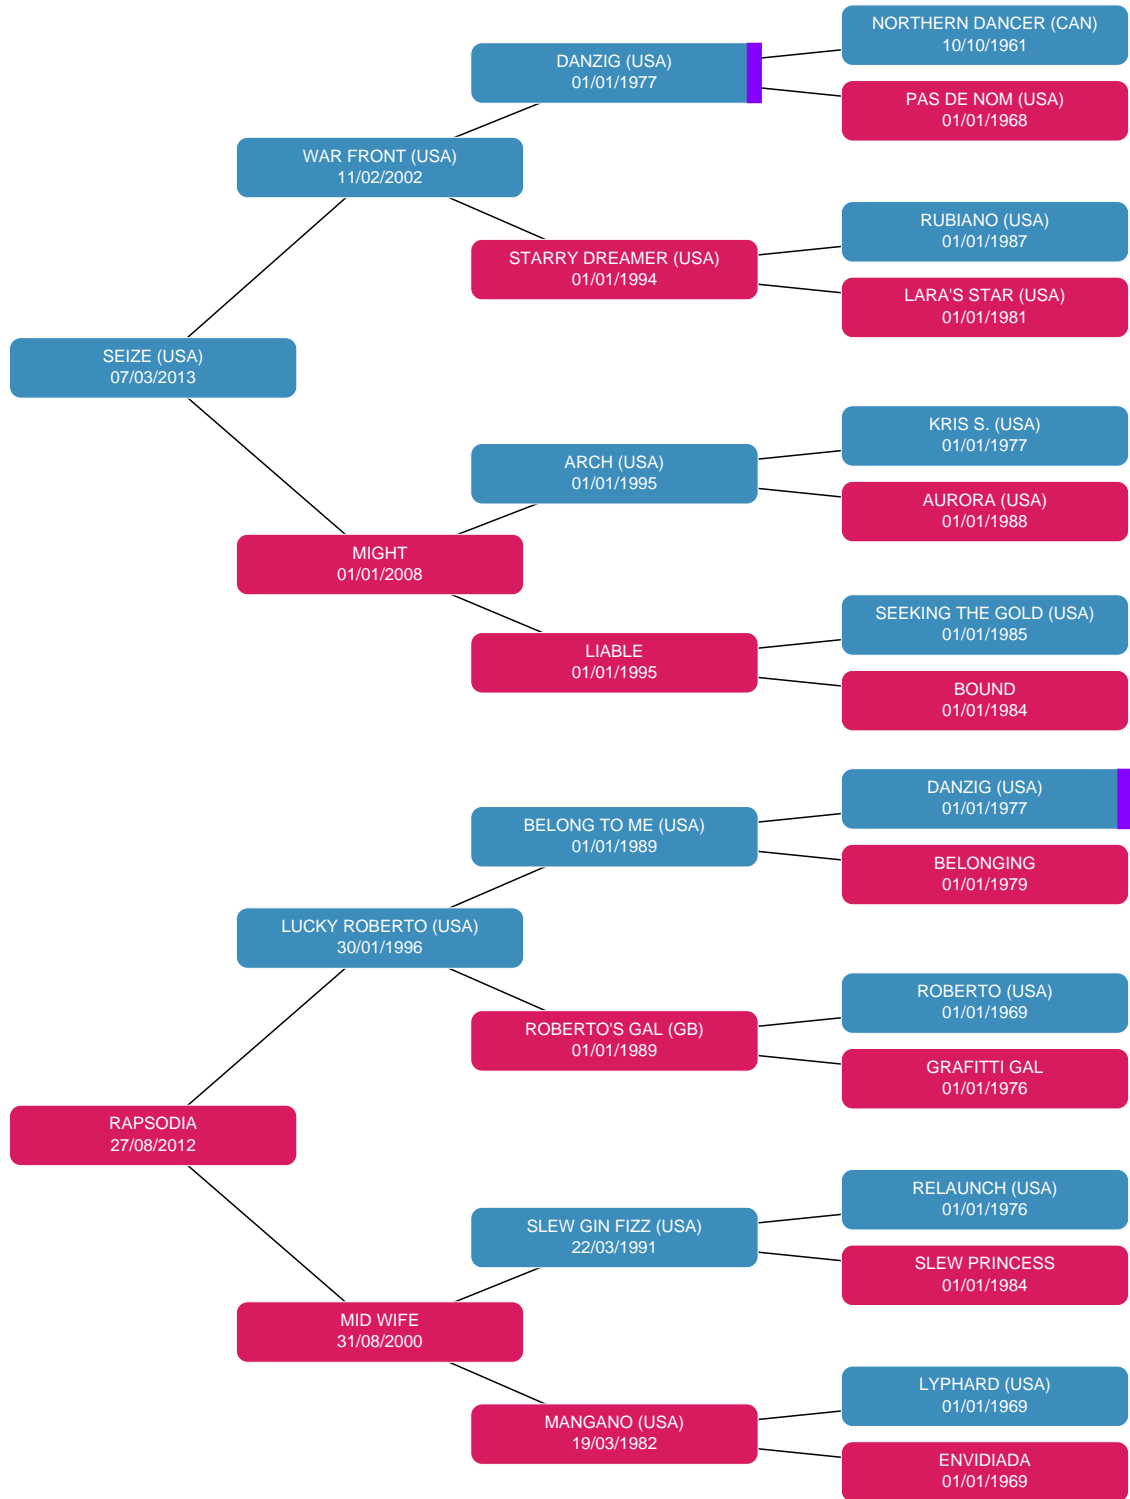 NORTHERN DANCER (CAN)
10/10/1961
DANZIG (USA)
01/01/1977
PAS DE NOM (USA)
01/01/1968
WAR FRONT (USA)
11/02/2002
RUBIANO (USA)
01/01/1987
STARRY DREAMER (USA)
01/01/1994
LARA'S STAR (USA)
01/01/1981
SEIZE (USA)
07/03/2013
KRIS S. (USA)
01/01/1977
ARCH (USA)
01/01/1995
AURORA (USA)
01/01/1988
MIGHT
01/01/2008
SEEKING THE GOLD (USA)
01/01/1985
LIABLE
01/01/1995
BOUND
01/01/1984
DANZIG (USA)
01/01/1977
BELONG TO ME (USA)
01/01/1989
BELONGING
01/01/1979
LUCKY ROBERTO (USA)
30/01/1996
ROBERTO (USA)
01/01/1969
ROBERTO'S GAL (GB)
01/01/1989
GRAFITTI GAL
01/01/1976
RAPSODIA
27/08/2012
RELAUNCH (USA)
01/01/1976
SLEW GIN FIZZ (USA)
22/03/1991
SLEW PRINCESS
01/01/1984
MID WIFE
31/08/2000
LYPHARD (USA)
01/01/1969
MANGANO (USA)
19/03/1982
ENVIDIADA
01/01/1969